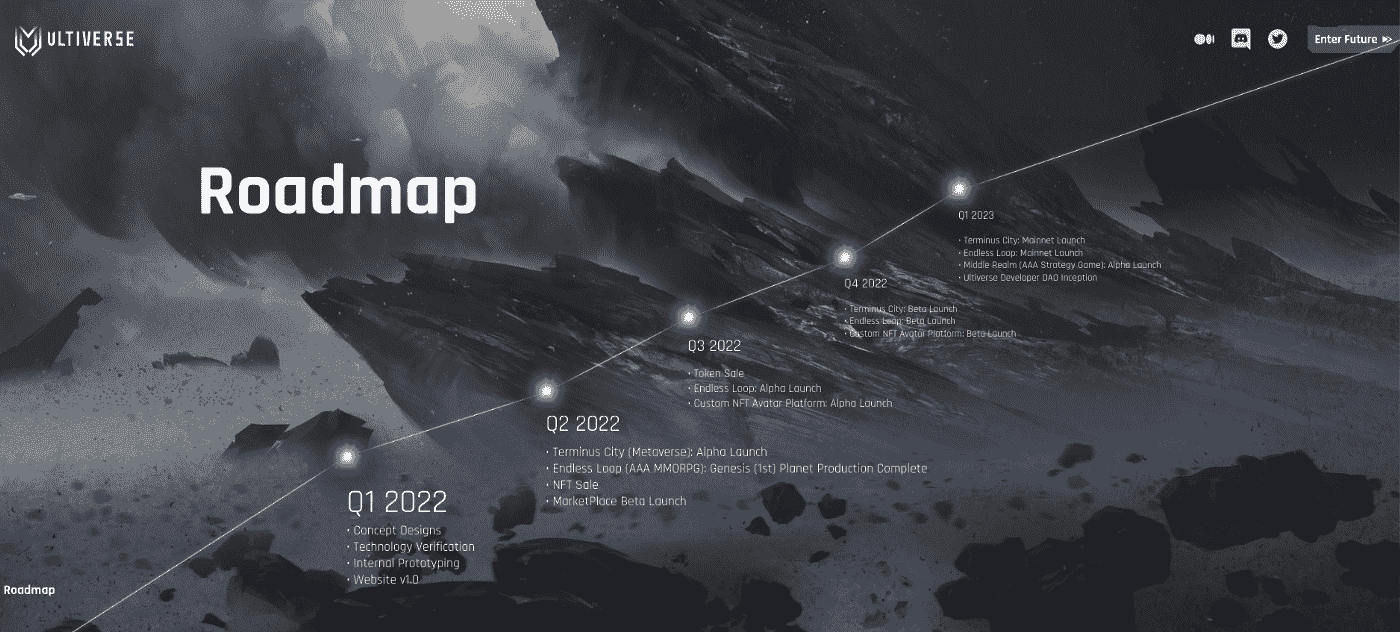 ULTIVERSE
Enter Future
Roadmap
Q1 2023
• Terminus City: Mainnet Launch
• Endless Loop: Mainnet Launch
• Middle Realm (AAA Strategy Game): Alpha Launch
• Ultiverse Developer DAO Inception
Q4 2022
• Terminus City: Beta Launch
• Endless Loop: Beta Launch
• Custom NFT Avatar Platform: Beta Launch
Q3 2022
• Token Sale
• Endless Loop: Alpha Launch
• Custom NFT Avatar Platform: Alpha Launch
Q2 2022
• Terminus City (Metaverse): Alpha Launch
• Endless Loop (AAA MMORPG): Genesis (1st) Planet Production Complete
• NFT Sale
• MarketPlace Beta Launch
Q1 2022
• Concept Designs
• Technology Verification
• Internal Prototyping
• Website v1.0
Roadmap